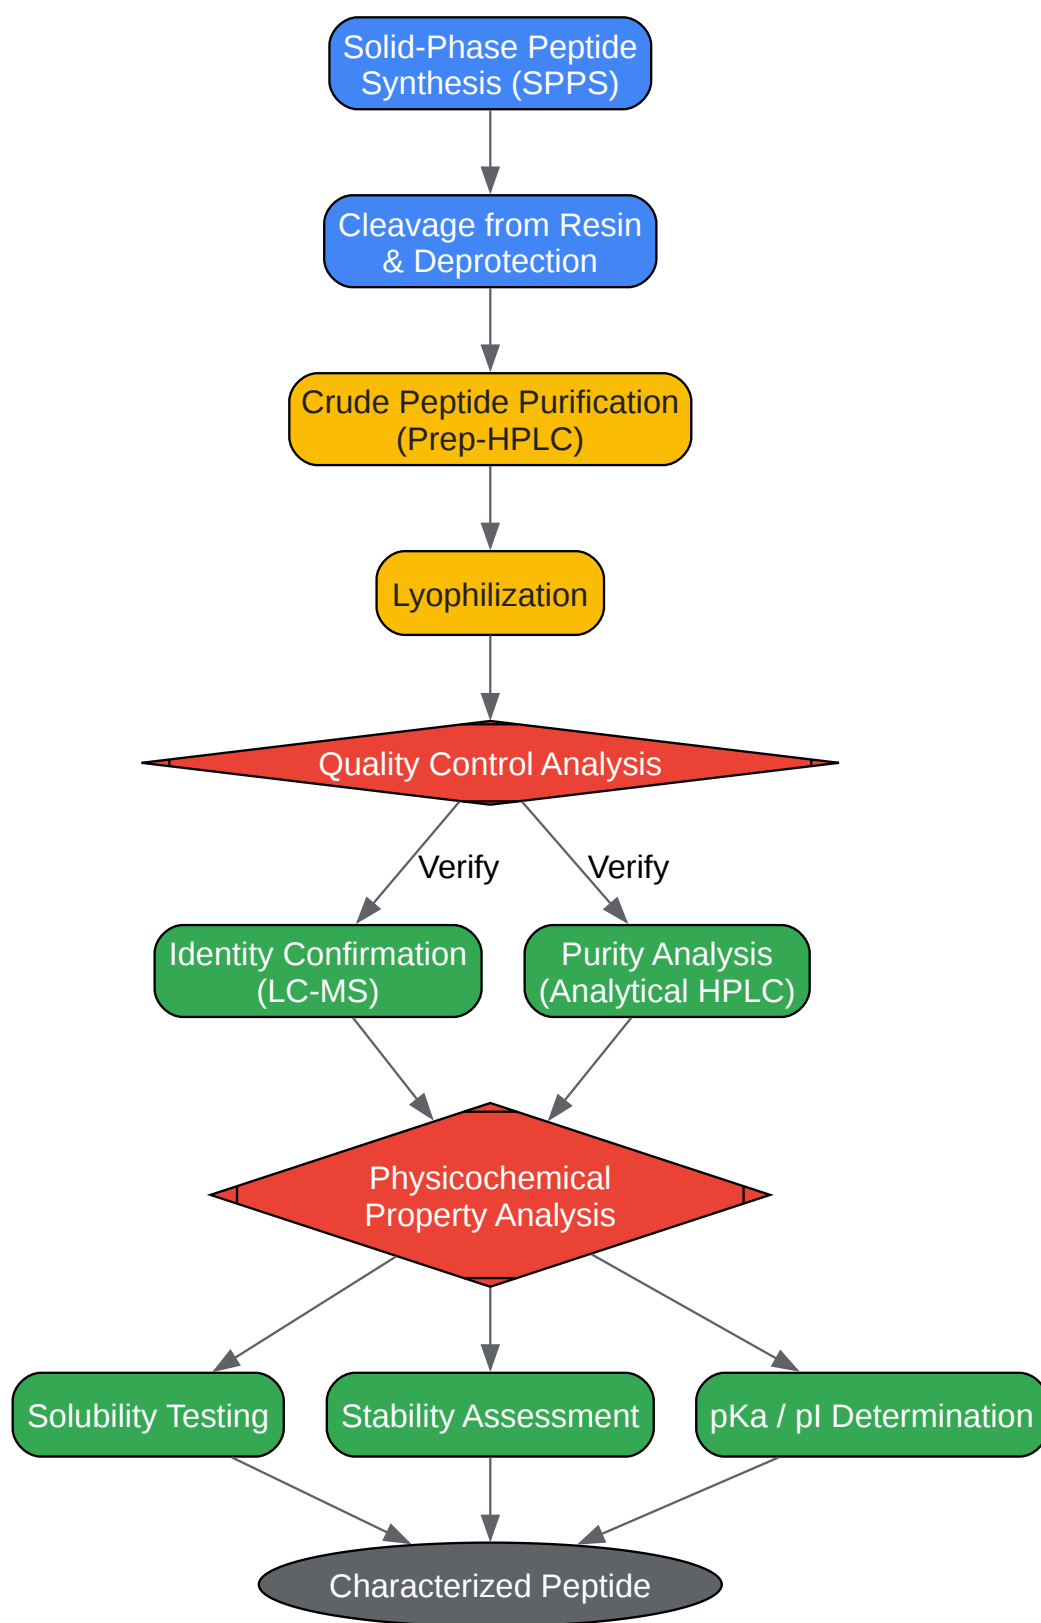 Solid-Phase Peptide
Synthesis (SPPS)
Cleavage from Resin
& Deprotection
Crude Peptide Purification
(Prep-HPLC)
Lyophilization
Quality Control Analysis
Verify
Verify
Identity Confirmation
(LC-MS)
Purity Analysis
(Analytical HPLC)
Physicochemical
Property Analysis
Solubility Testing
Stability Assessment
pKa / pI Determination
Characterized Peptide